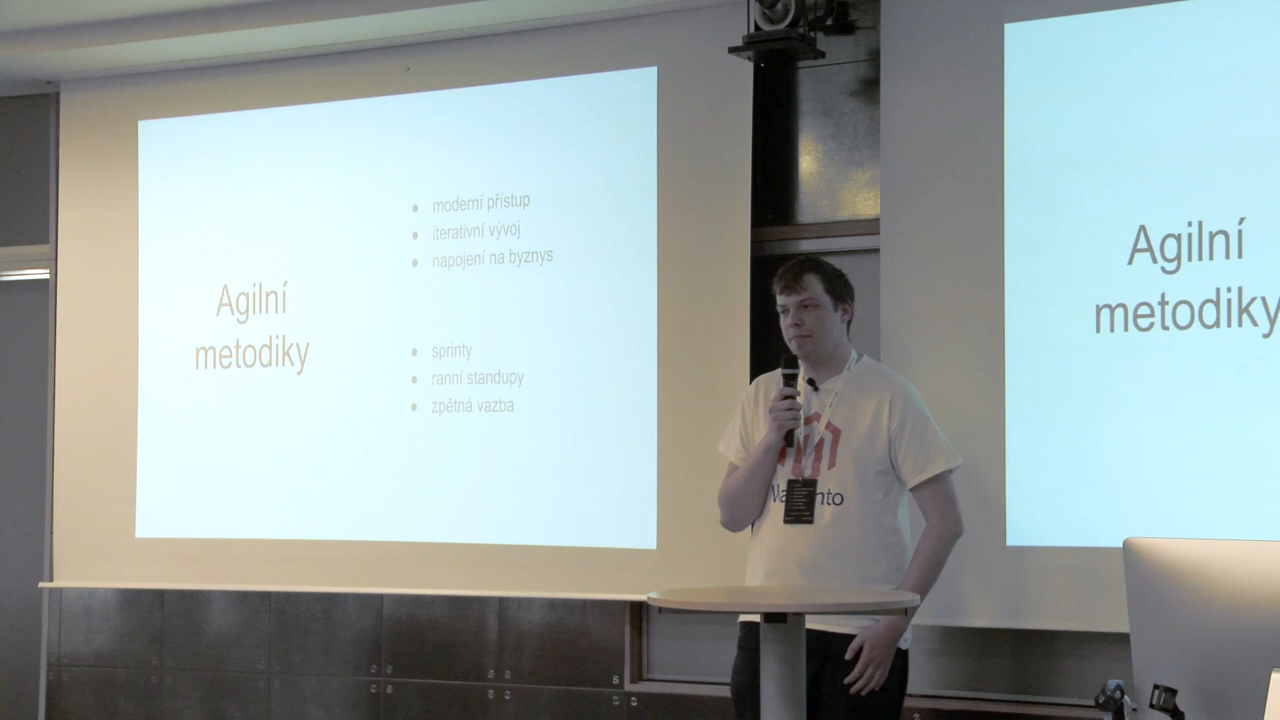 Agilní
metodiky
• moderní přístup
• iterativní vývoj
• napojení na byznys
• sprinty
• ranní standupy
• zpětná vazba
Agilní
metodiky